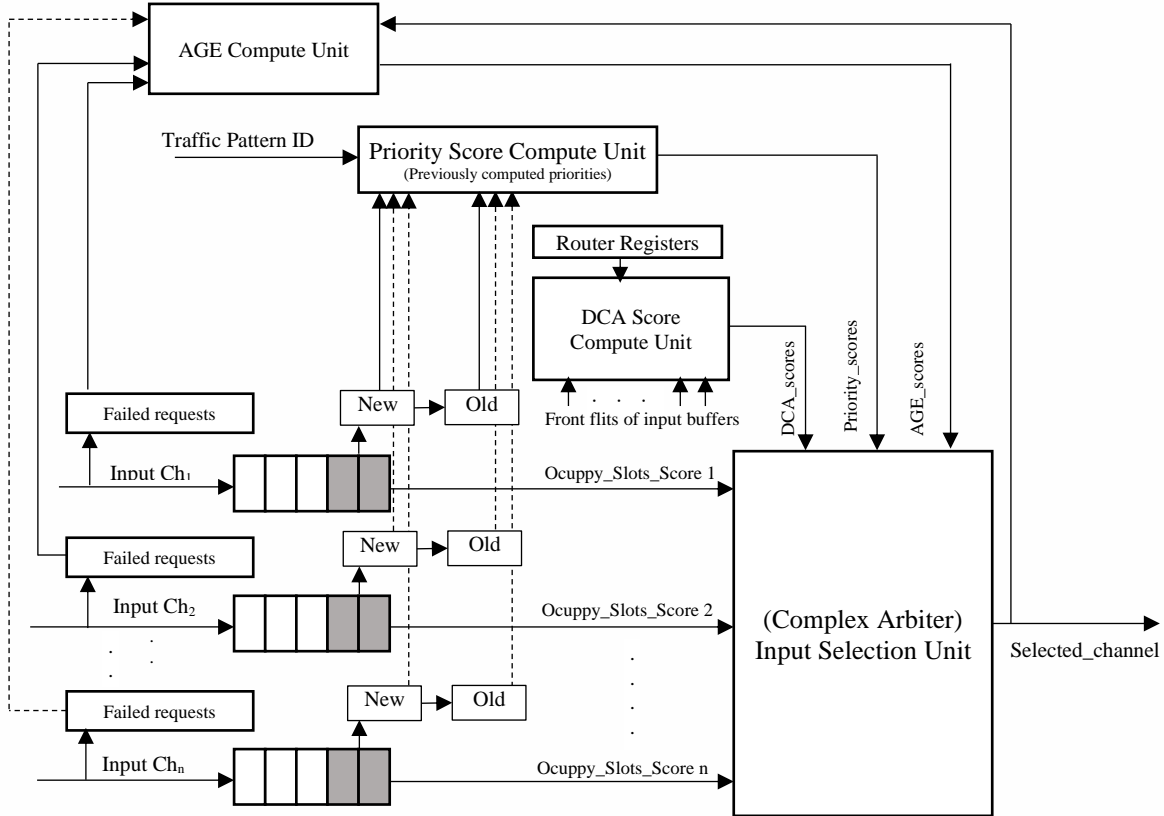 AGE Compute Unit
Traffic Pattern ID
Priority Score Compute Unit
(Previously computed priorities)
Router Registers
DCA Score
Compute Unit
DCA_scores
Priority_scores
AGE_scores
. . .
Front flits of input buffers
New
Old
Failed requests
Input Ch₁
Ocuppy_Slots_Score 1
New
Old
Failed requests
Input Ch₂
Ocuppy_Slots_Score 2
(Complex Arbiter)
Input Selection Unit
Selected_channel
New
Old
Failed requests
Input Chₙ
Ocuppy_Slots_Score n